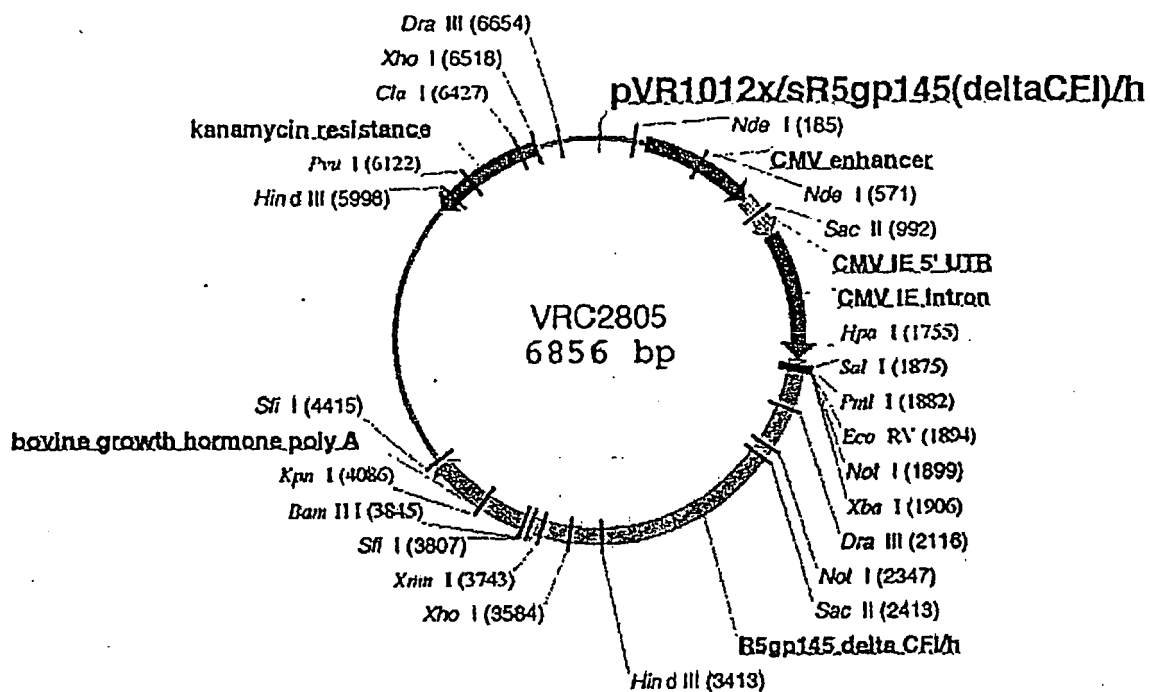 Dra III (6654)
Xho I (6518)
Cla I (6427)
kanamycin resistance
Pvu I (6122)
Hind III (5998)
pVR1012x/sR5gp145(deltaCFI)/h
Nde I (185)
CMV enhancer
Nde I (571)
Sac II (992)
CMV IE 5' UTR
CMV IE Intron
Hpa I (1755)
Sal I (1875)
Pml I (1882)
Eco RV (1894)
Not I (1899)
Xba I (1906)
Dra III (2116)
Not I (2347)
Sac II (2413)
R5gp145 delta CFI/h
Hind III (3413)
VRC2805
6856 bp
Sfi I (4415)
bovine growth hormone poly A
Kpn I (4086)
Bam HI (3845)
Sfi I (3807)
Xmn I (3743)
Xho I (3584)